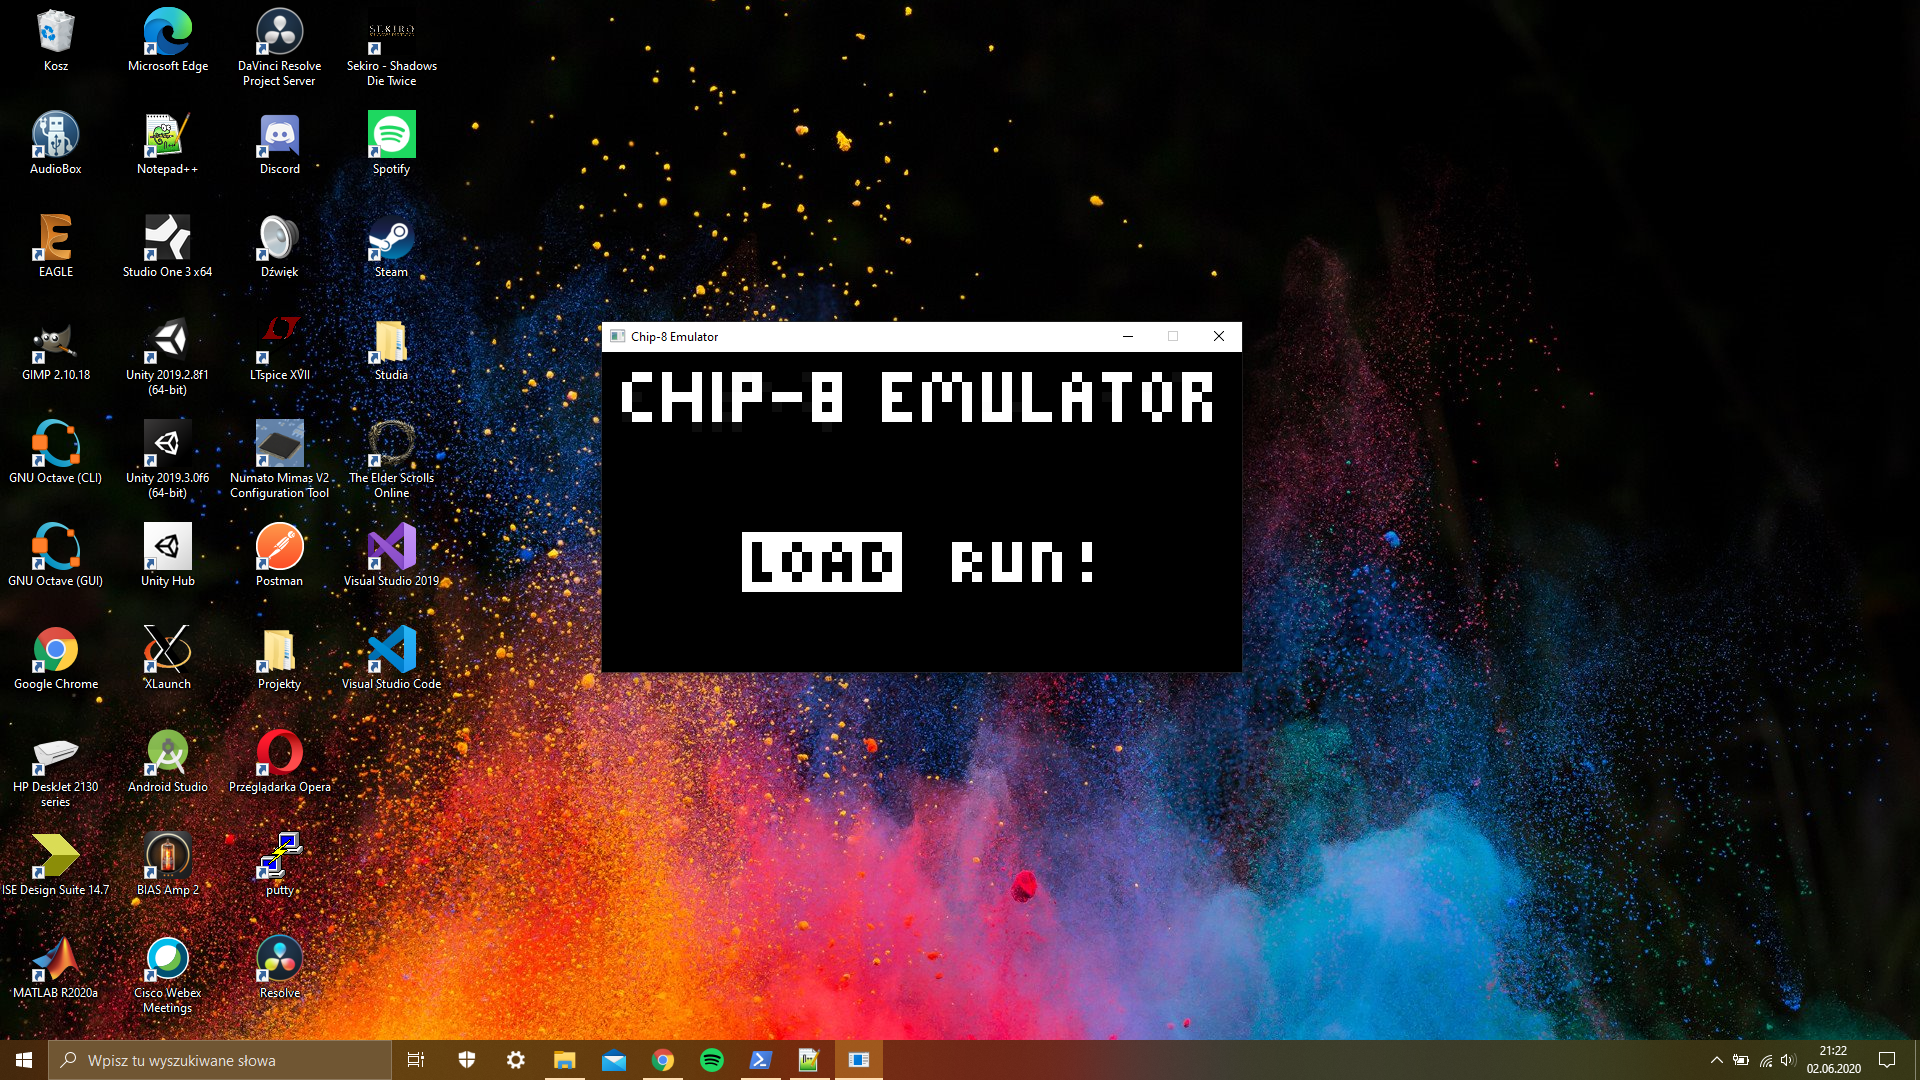 Kosz
Microsoft Edge
DaVinci Resolve
Project Server
SEKIRO
Sekiro - Shadows
Die Twice
AudioBox
Notepad++
Discord
Spotify
EAGLE
Studio One 3 x64
Dźwięk
Steam
GIMP 2.10.18
Unity 2019.2.8f1
(64-bit)
LTspice XVII
Studia
GNU Octave (CLI)
Unity 2019.3.0f6
(64-bit)
Numato Mimas V2
Configuration Tool
The Elder Scrolls
Online
GNU Octave (GUI)
Unity Hub
Postman
Visual Studio 2019
Google Chrome
XLaunch
Projekty
Visual Studio Code
HP DeskJet 2130
series
Android Studio
Przeglądarka Opera
ISE Design Suite 14.7
BIAS Amp 2
putty
MATLAB R2020a
Cisco Webex
Meetings
Resolve
Chip-8 Emulator
CHIP-8 EMULATOR
LOAD RUN!
Wpisz tu wyszukiwane słowa
21:22
02.06.2020